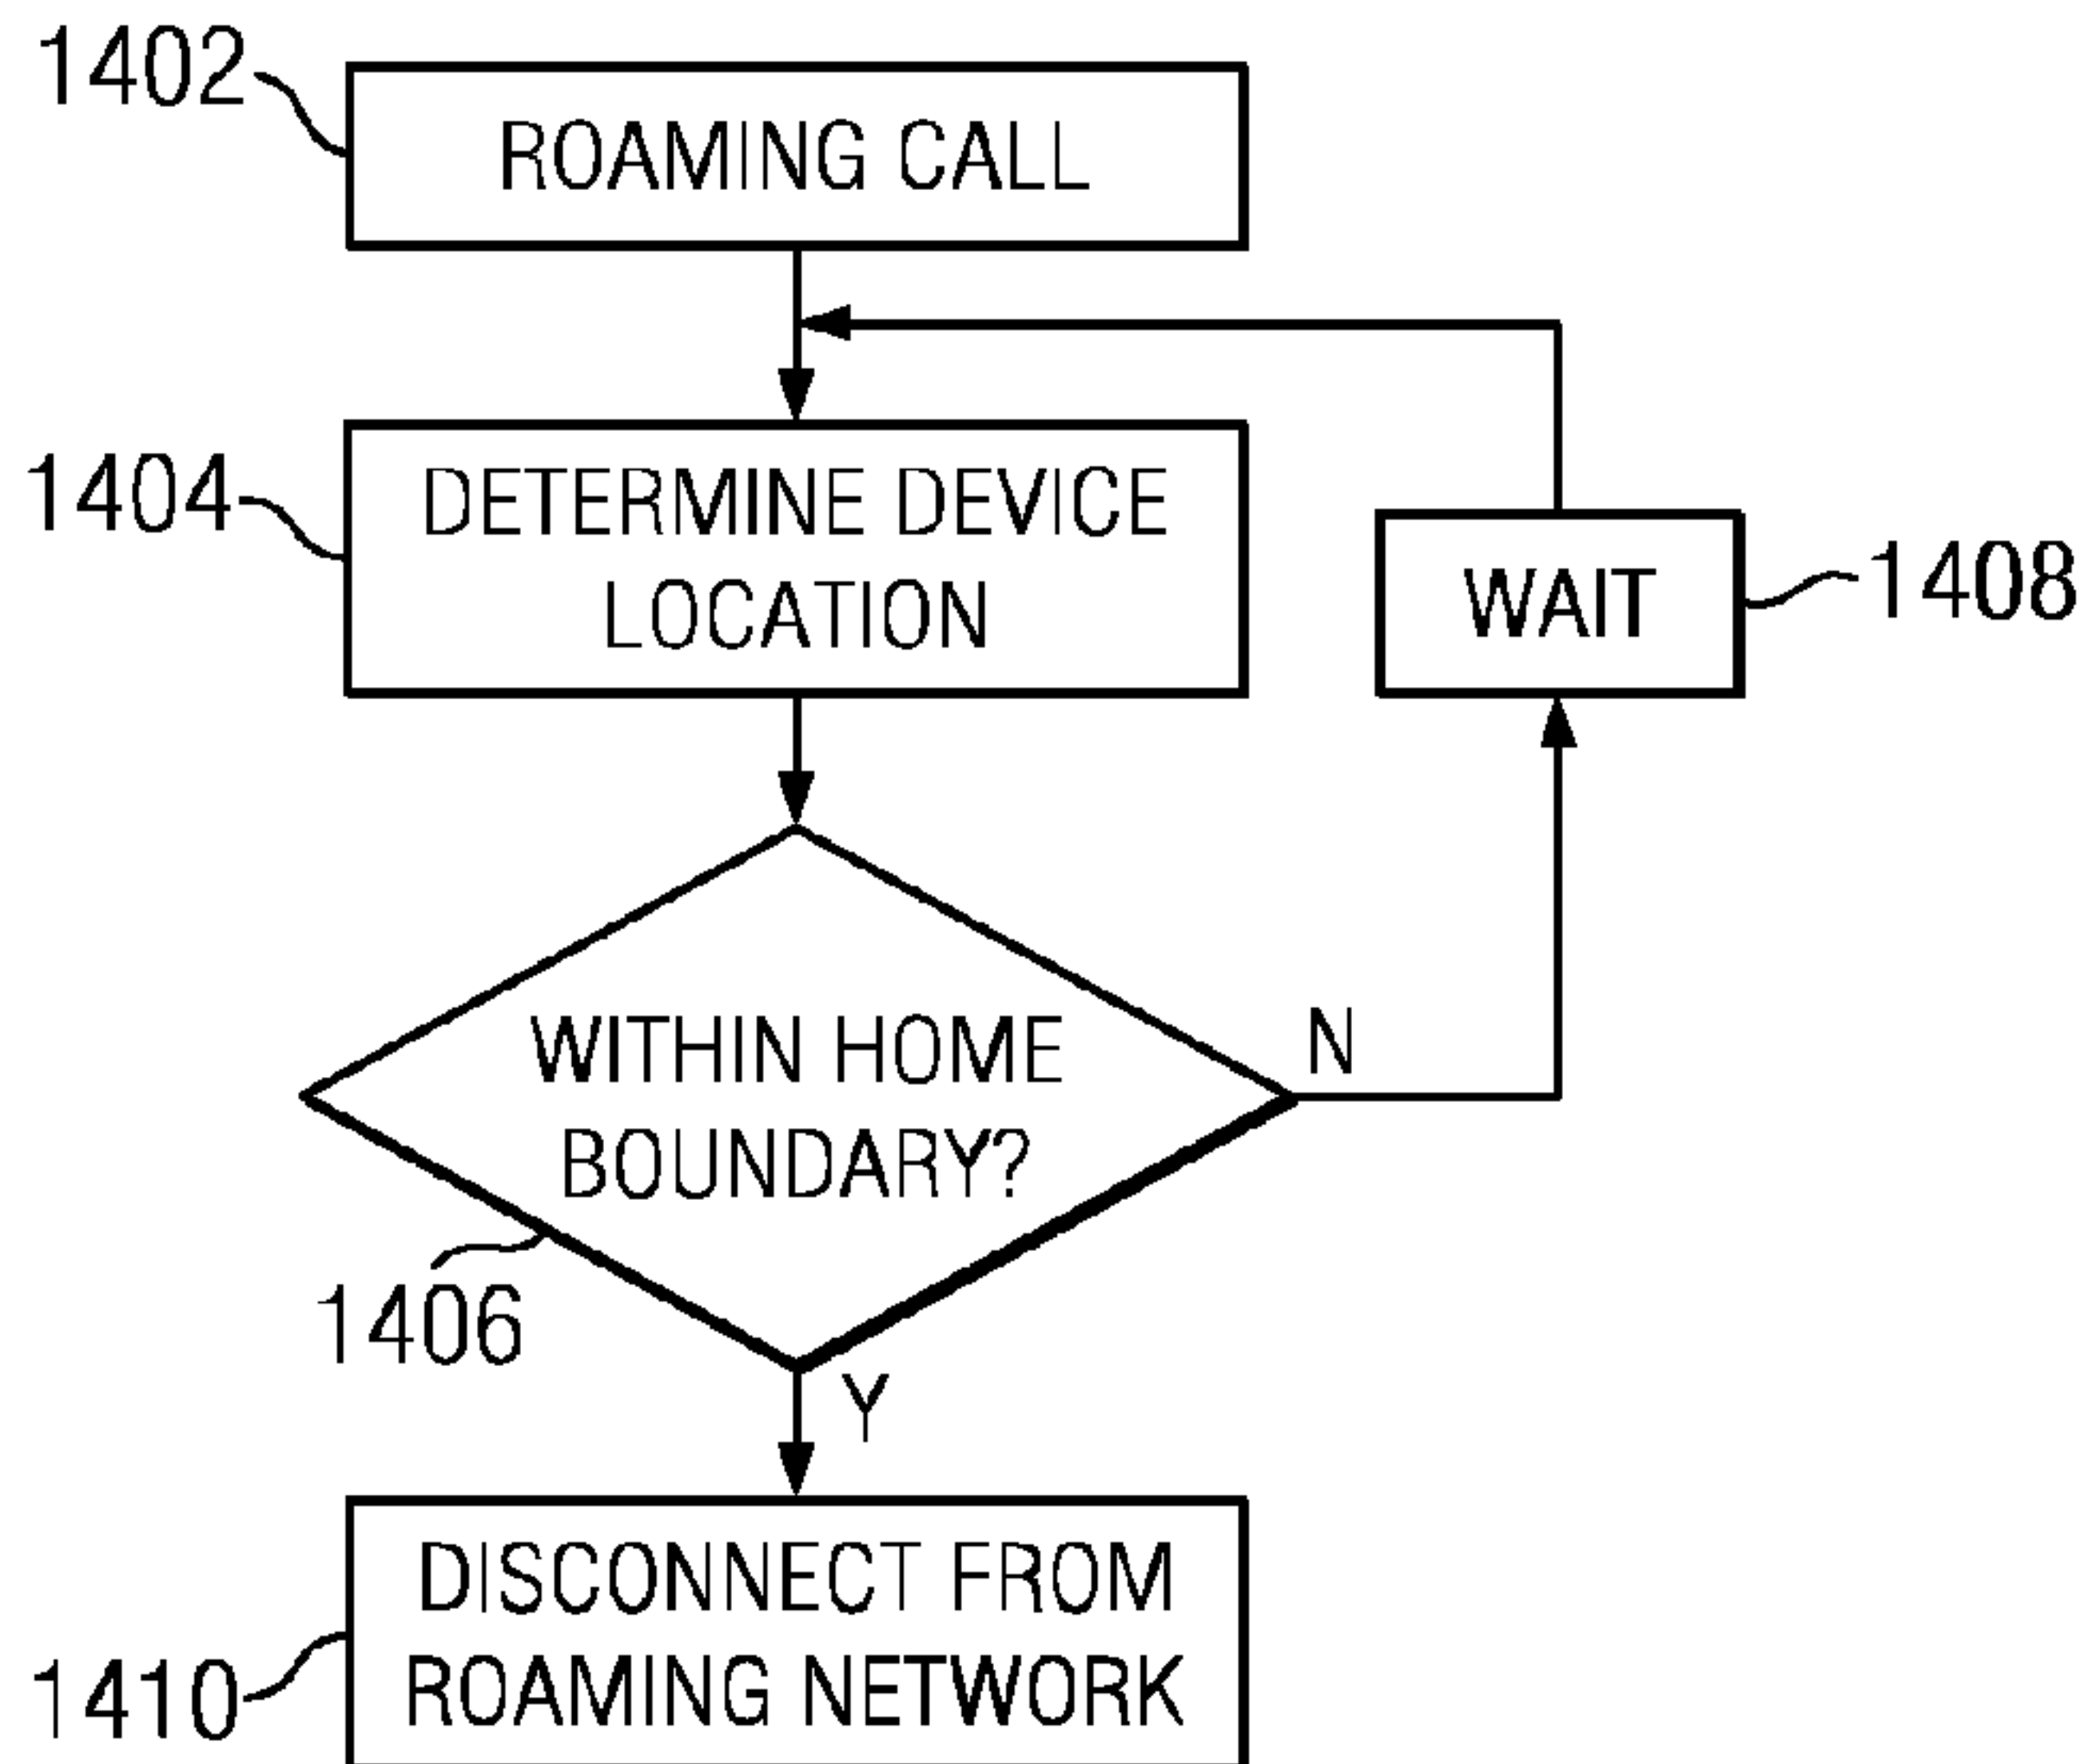 1402
ROAMING CALL
1404
DETERMINE DEVICE
LOCATION
WAIT
1408
WITHIN HOME
BOUNDARY?
N
1406
Y
DISCONNECT FROM
ROAMING NETWORK
1410